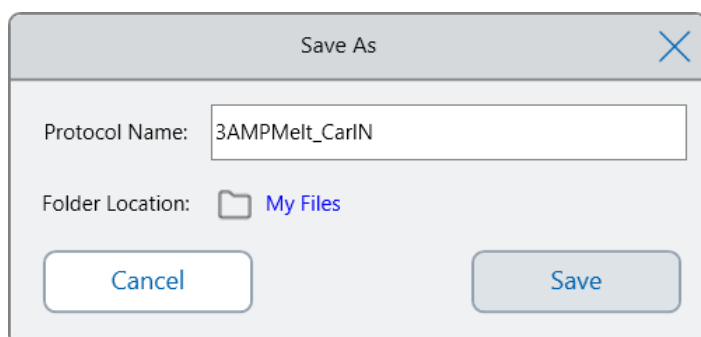 Save As
Protocol Name: 3AMPMelt_CarlN
Folder Location: My Files
Cancel Save